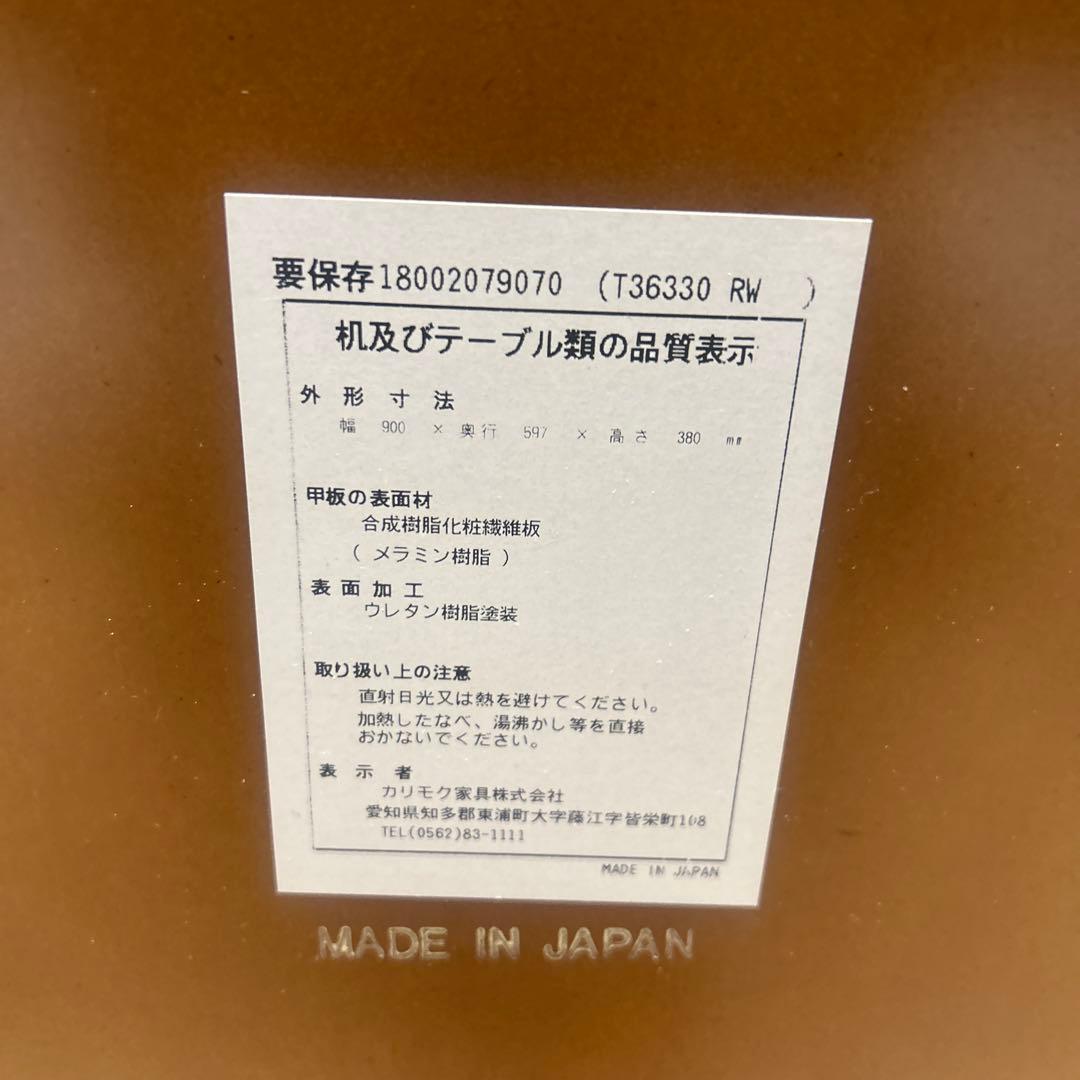 要保存18002079070 (T36330 RW )
机及びテーブル類の品質表示
外形寸法
幅 900 × 奥行 597 × 高さ 380 mm
甲板の表面材
合成樹脂化粧繊維板
(メラミン樹脂)
表面加工
ウレタン樹脂塗装
取り扱い上の注意
直射日光又は熱を避けてください。
加熱したなべ、湯沸かし等を直接
おかないでください。
表示者
カリモク家具株式会社
愛知県知多郡東浦町大字藤江字皆栄町108
TEL(0562)83-1111
MADE IN JAPAN
MADE IN JAPAN